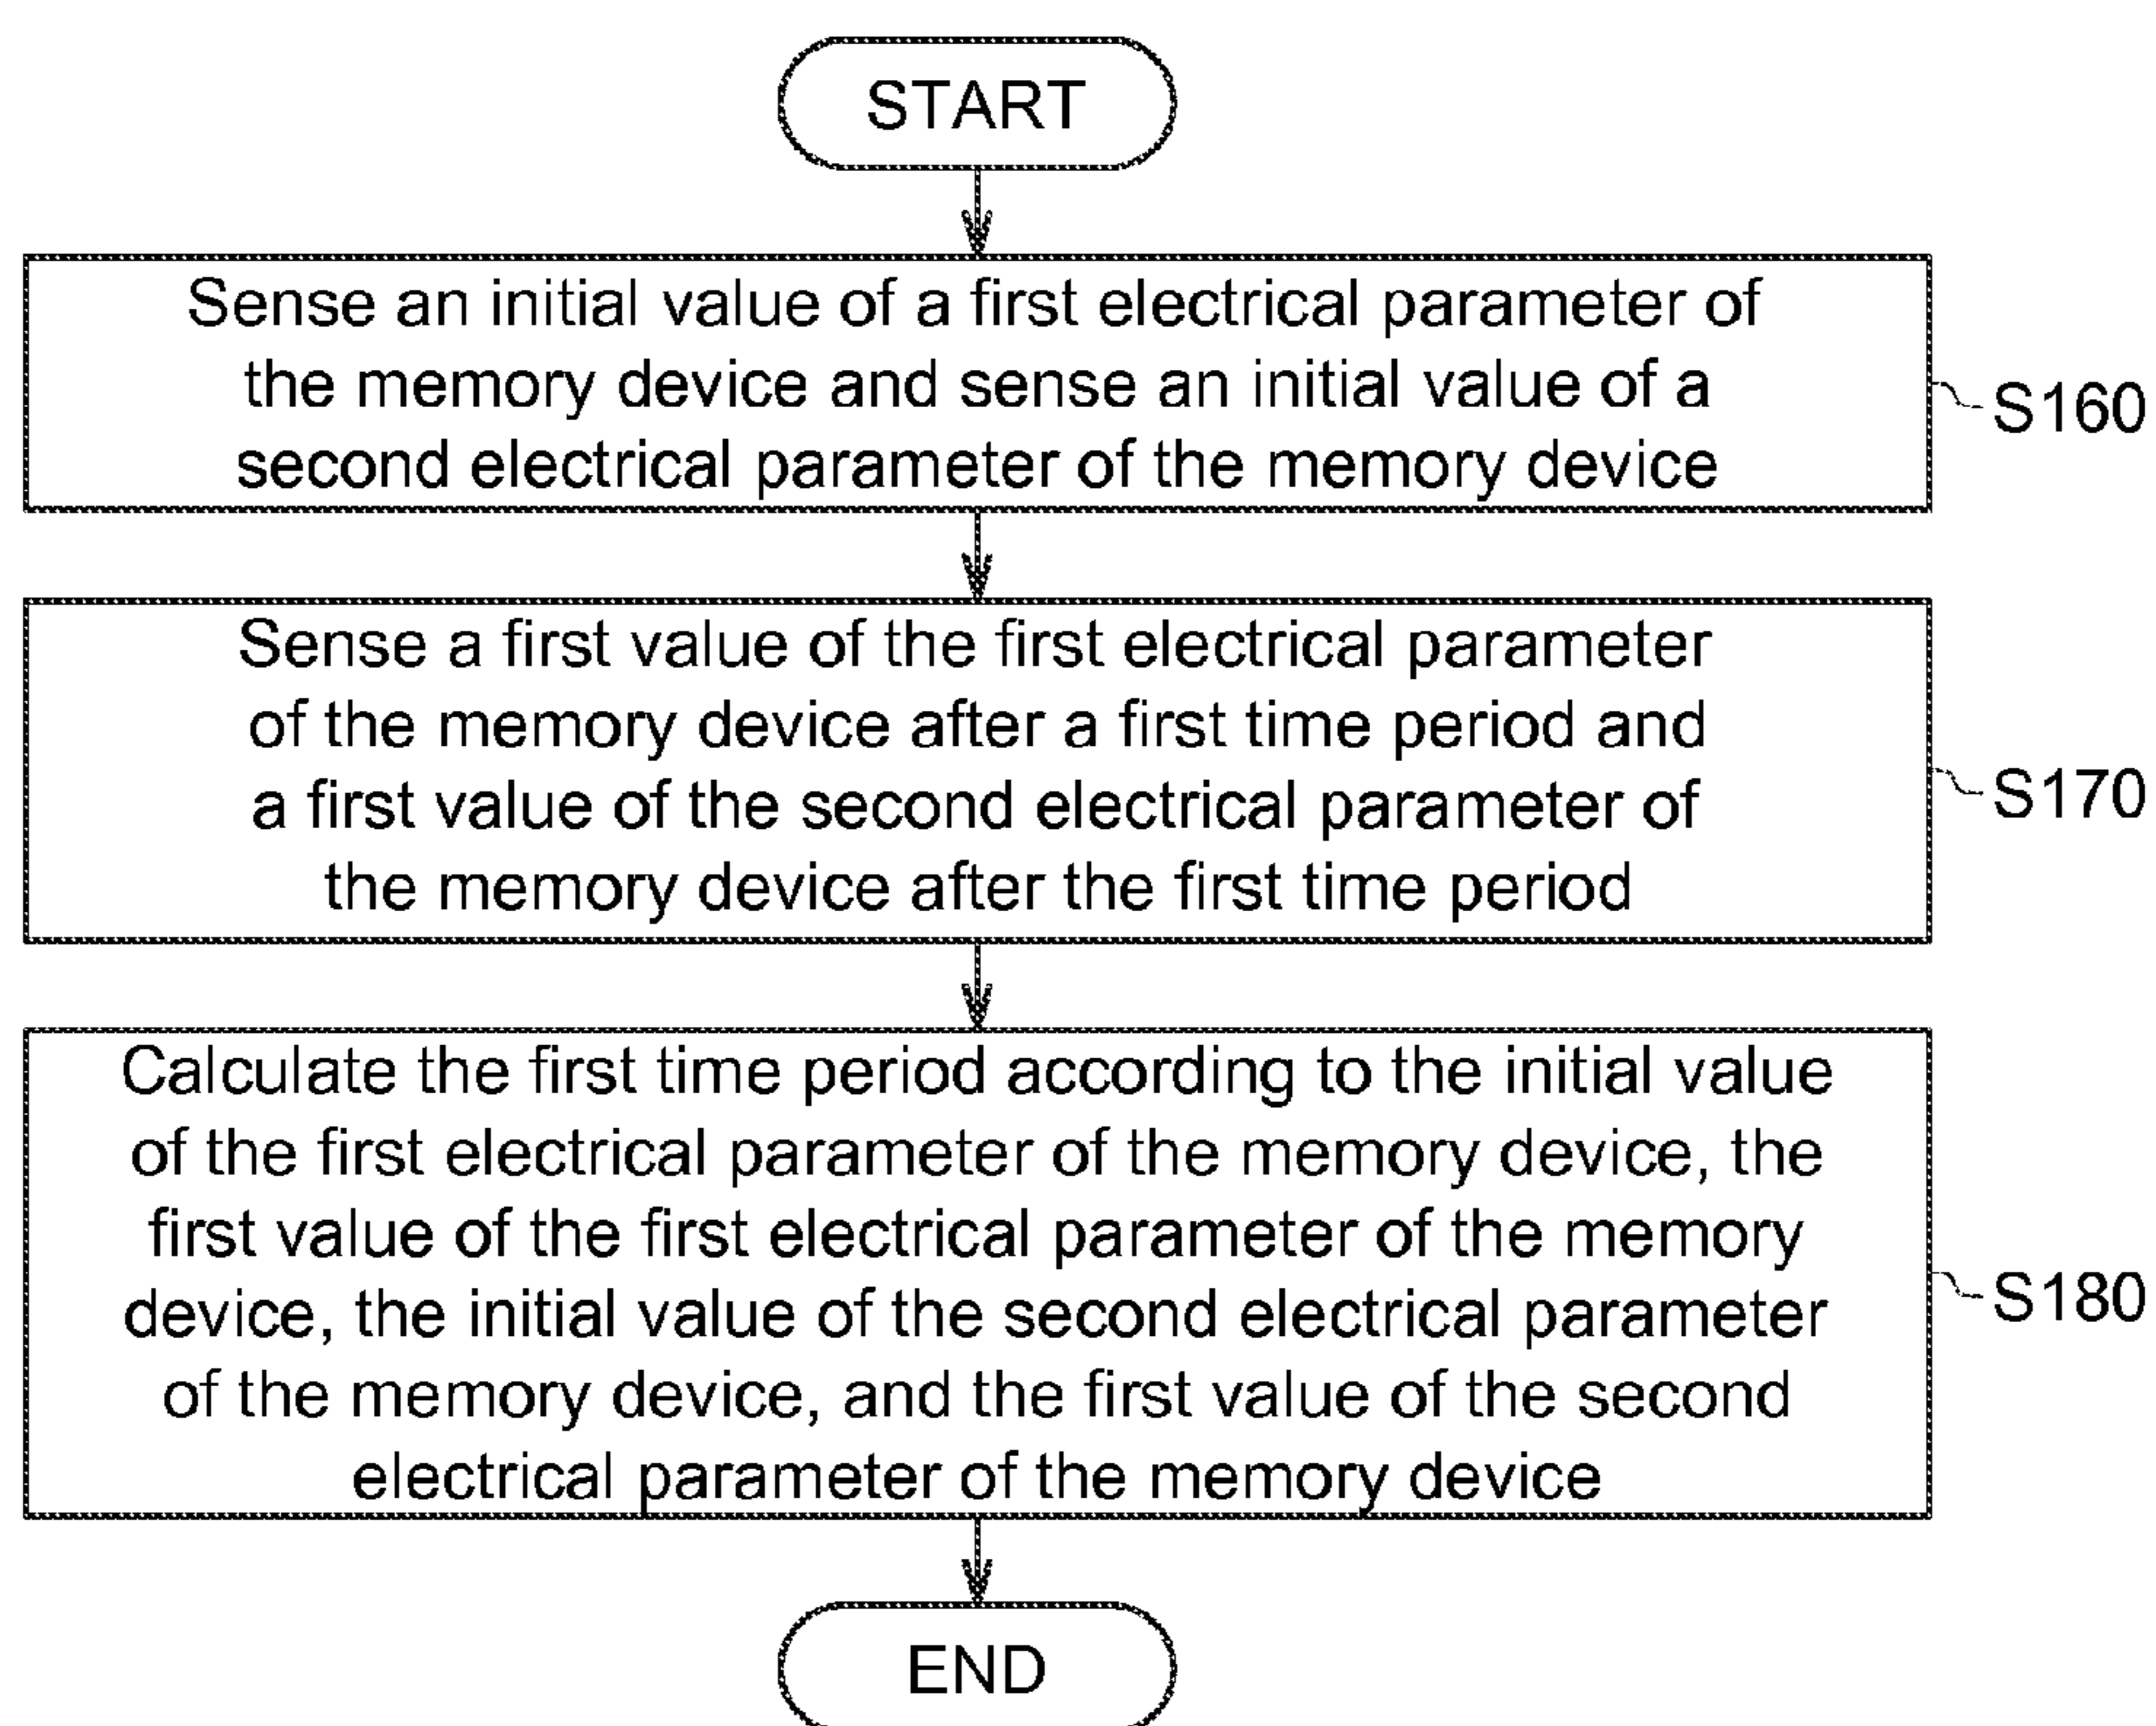 START
Sense an initial value of a first electrical parameter of
the memory device and sense an initial value of a
second electrical parameter of the memory device
S160
Sense a first value of the first electrical parameter
of the memory device after a first time period and
a first value of the second electrical parameter of
the memory device after the first time period
S170
Calculate the first time period according to the initial value
of the first electrical parameter of the memory device, the
first value of the first electrical parameter of the memory
device, the initial value of the second electrical parameter
of the memory device, and the first value of the second
electrical parameter of the memory device
S180
END